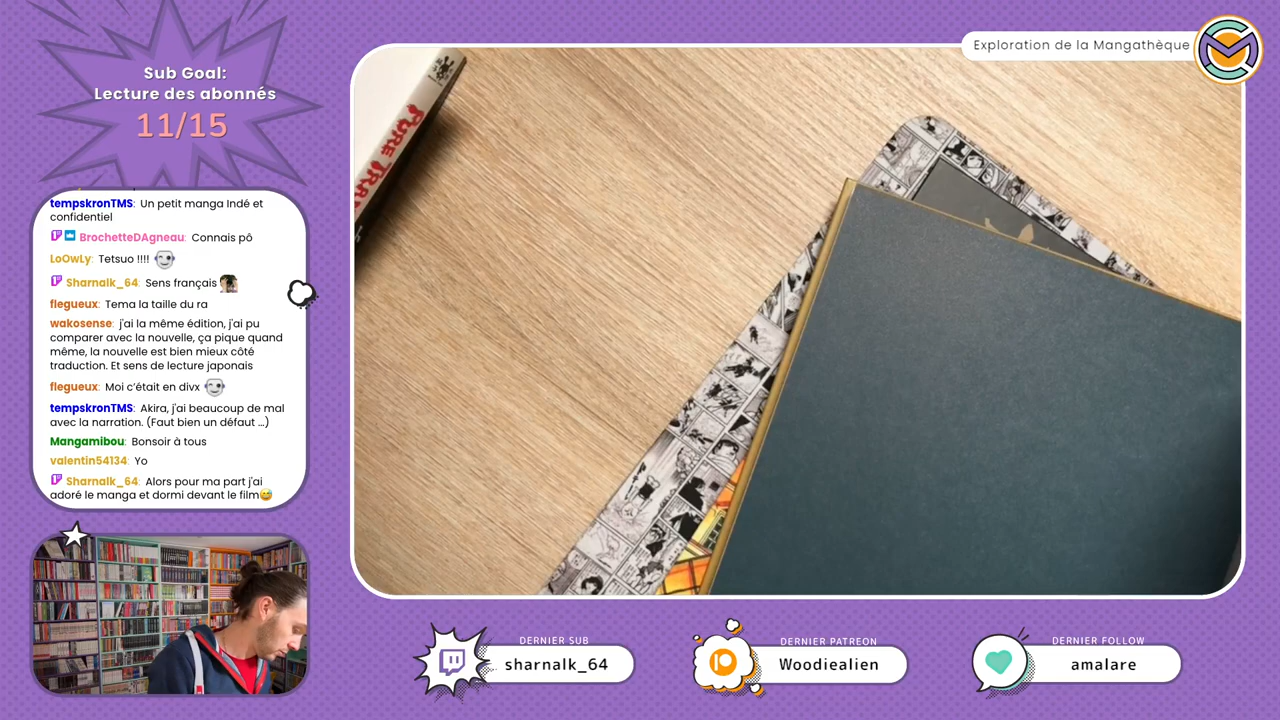 Sub Goal:
Lecture des abonnés
11/15
Exploration de la Mangathèque
PURE TRA
tempskronTMS: Un petit manga Indé et
confidentiel
BrochetteDAgneau: Connais pô
LoOwLy: Tetsuo !!!!
Sharnalk_64: Sens français
flegueux: Tema la taille du ra
wakosense: j'ai la même édition, j'ai pu
comparer avec la nouvelle, ça pique quand
même, la nouvelle est bien mieux côté
traduction. Et sens de lecture japonais
flegueux: Moi c'était en divx
tempskronTMS: Akira, j'ai beaucoup de mal
avec la narration. (Faut bien un défaut ...)
Mangamibou: Bonsoir à tous
valentin54134: Yo
Sharnalk_64: Alors pour ma part j'ai
adoré le manga et dormi devant le film
DERNIER SUB
sharnalk_64
DERNIER PATREON
Woodiealien
DERNIER FOLLOW
amalare